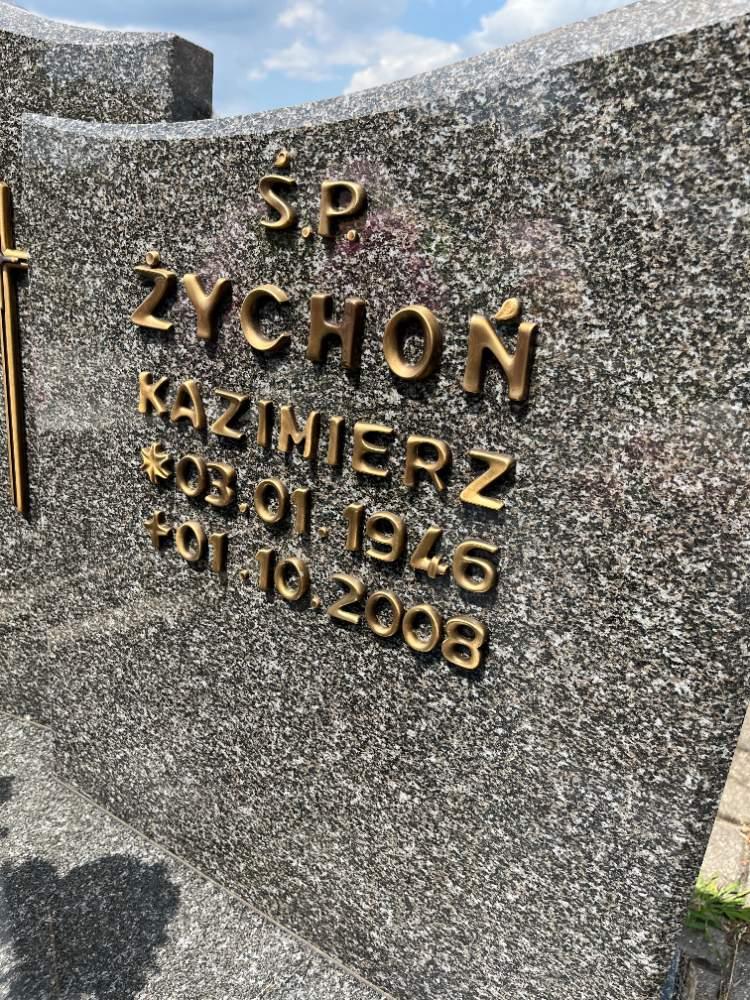 Ś.P.
ŻYCHOŃ
KAZIMIERZ
*03.01.1946
✝01.10.2008